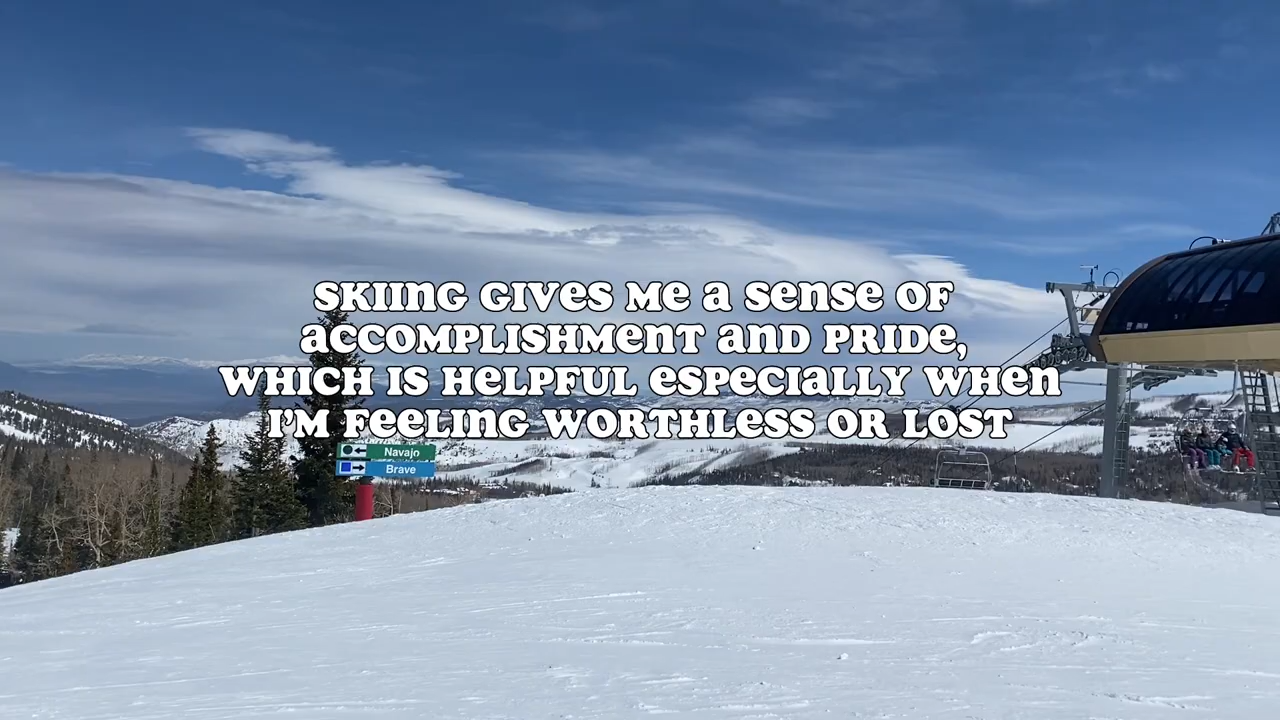 SKIING GIVES ME A SENSE OF
ACCOMPLISHMENT AND PRIDE,
WHICH IS HELPFUL ESPECIALLY WHEN
I'M FEELING WORTHLESS OR LOST
Navajo
Brave